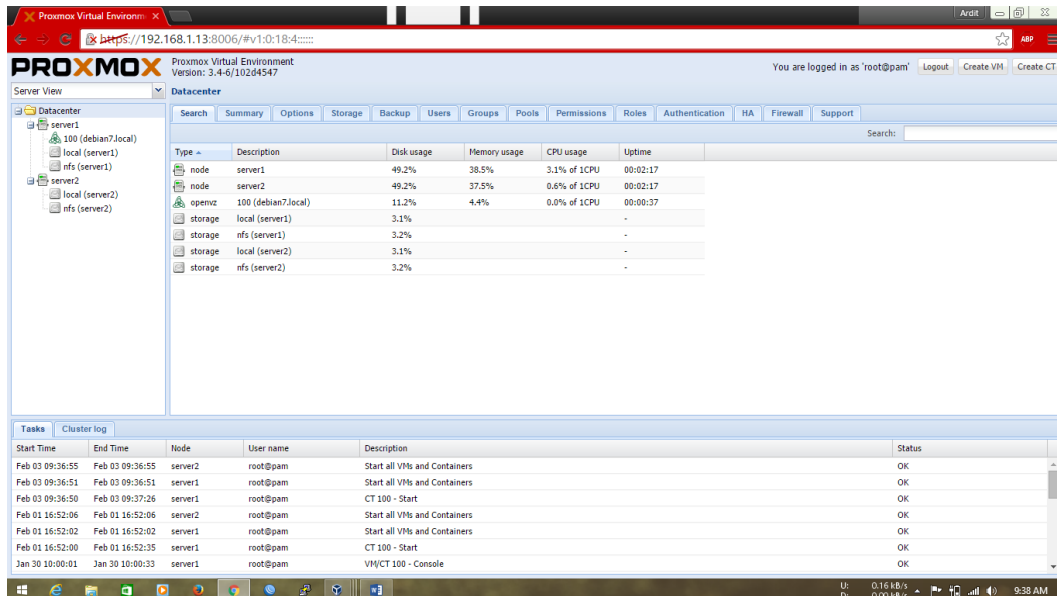 Proxmox Virtual Environm
Ardit
https://192.168.1.13:8006/#v1:0:18:4::::::
ABP
PROXMOX
Proxmox Virtual Environment
Version: 3.4-6/102d4547
You are logged in as 'root@pam' Logout Create VM Create CT
Server View
Datacenter
server1
100 (debian7.local)
local (server1)
nfs (server1)
server2
local (server2)
nfs (server2)
Datacenter
Search Summary Options Storage Backup Users Groups Pools Permissions Roles Authentication HA Firewall Support
Search:
Type Description Disk usage Memory usage CPU usage Uptime
node server1 49.2% 38.5% 3.1% of 1CPU 00:02:17
node server2 49.2% 37.5% 0.6% of 1CPU 00:02:17
openvz 100 (debian7.local) 11.2% 4.4% 0.0% of 1CPU 00:00:37
storage local (server1) 3.1% -
storage nfs (server1) 3.2% -
storage local (server2) 3.1% -
storage nfs (server2) 3.2% -
Tasks Cluster log
Start Time End Time Node User name Description Status
Feb 03 09:36:55 Feb 03 09:36:55 server2 root@pam Start all VMs and Containers OK
Feb 03 09:36:51 Feb 03 09:36:51 server1 root@pam Start all VMs and Containers OK
Feb 03 09:36:50 Feb 03 09:37:26 server1 root@pam CT 100 - Start OK
Feb 01 16:52:06 Feb 01 16:52:06 server2 root@pam Start all VMs and Containers OK
Feb 01 16:52:02 Feb 01 16:52:02 server1 root@pam Start all VMs and Containers OK
Feb 01 16:52:00 Feb 01 16:52:35 server1 root@pam CT 100 - Start OK
Jan 30 10:00:01 Jan 30 10:00:33 server1 root@pam VM/CT 100 - Console OK
U: 0.16 kB/s
D: 0.00 kB/s
9:38 AM